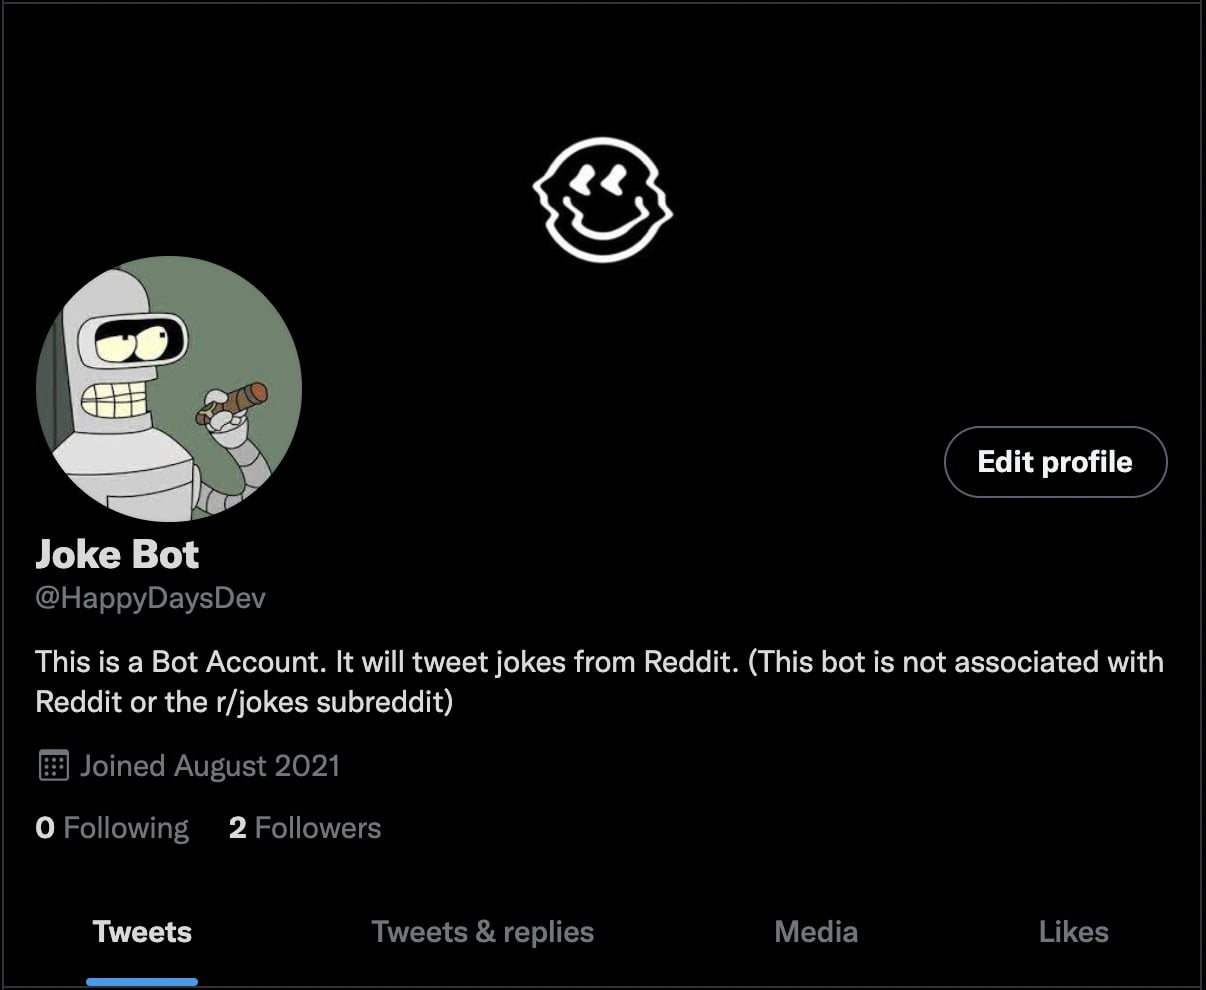 Edit profile
Joke Bot
@HappyDaysDev
This is a Bot Account. It will tweet jokes from Reddit. (This bot is not associated with
Reddit or the r/jokes subreddit)
Joined August 2021
0 Following 2 Followers
Tweets Tweets & replies Media Likes